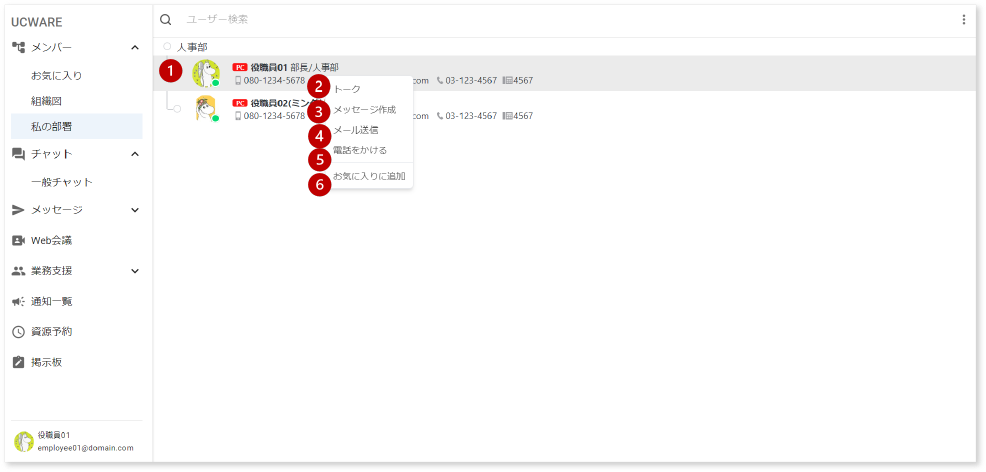 UCWARE
ユーザー検索
メンバー
お気に入り
組織図
私の部署
チャット
一般チャット
メッセージ
Web会議
業務支援
通知一覧
資源予約
掲示板
役職員01
employee01@domain.com
人事部
1
PC 役職員01 部長/人事部
080-1234-5678 com 03-123-4567 4567
PC 役職員02(ミン
080-1234-5678 com 03-123-4567 4567
2 トーク
3 メッセージ作成
4 メール送信
5 電話をかける
6 お気に入りに追加